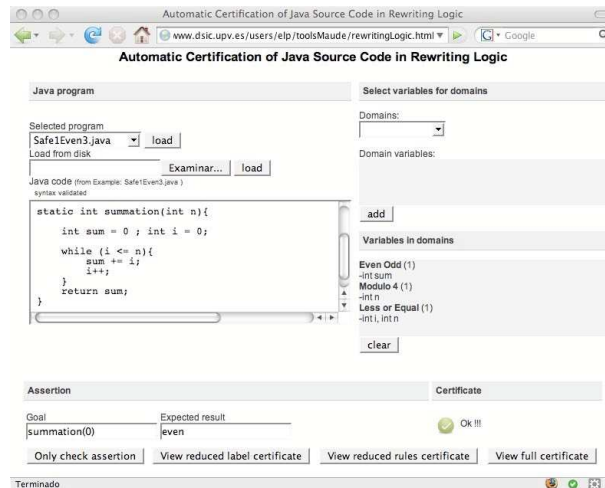 Automatic Certification of Java Source Code in Rewriting Logic
www.dsic.upv.es/users/elp/toolsMaude/rewritingLogic.html
Google
Automatic Certification of Java Source Code in Rewriting Logic
Java program
Selected program
Safe1Even3.java
load
Load from disk
Examinar...
load
Java code (from Example: Safe1Even3.java )
syntax validated
static int summation(int n){
int sum = 0 ; int i = 0;
while (i <= n){
sum += i;
i++;
}
return sum;
}
Select variables for domains
Domains:
Domain variables:
add
Variables in domains
Even Odd (1)
-int sum
Modulo 4 (1)
-int n
Less or Equal (1)
-int i, int n
clear
Assertion
Certificate
Goal
Expected result
summation(0)
even
Ok !!!
Only check assertion
View reduced label certificate
View reduced rules certificate
View full certificate
Terminado